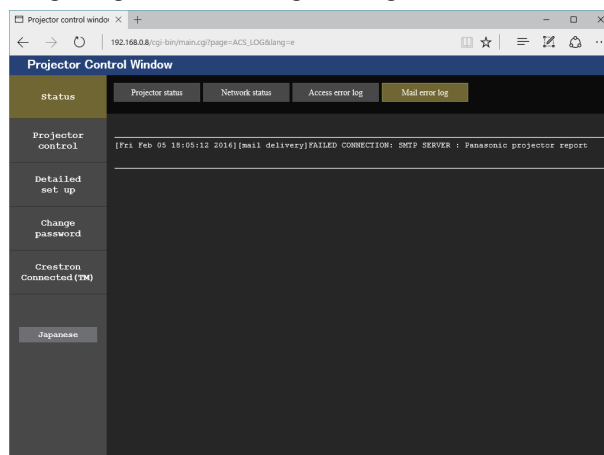 Projector control windo
192.168.0.8/cgi-bin/main.cgi?page=ACS_LOG&lang=e
Projector Control Window
Status
Projector status
Network status
Access error log
Mail error log
Projector
control
[Fri Feb 05 18:05:12 2016][mail delivery]FAILED CONNECTION: SMTP SERVER : Panasonic projector report
Detailed
set up
Change
password
Crestron
Connected(TM)
Japanese